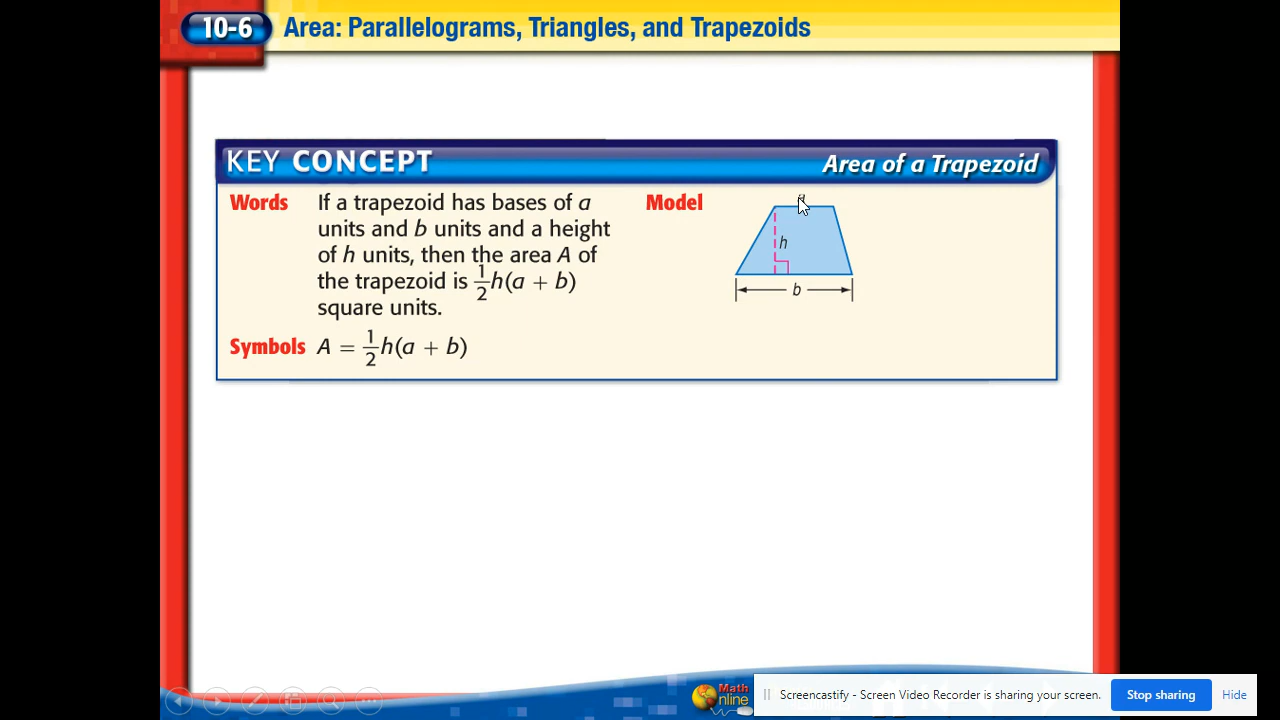 10-6 Area: Parallelograms, Triangles, and Trapezoids
KEY CONCEPT
Area of a Trapezoid
Words If a trapezoid has bases of a
units and b units and a height
of h units, then the area A of
the trapezoid is 1/2 h(a + b)
square units.
Symbols A = 1/2 h(a + b)
Model
h
b
Math
nline
Screencastify - Screen Video Recorder is sharing your screen.
Stop sharing
Hide